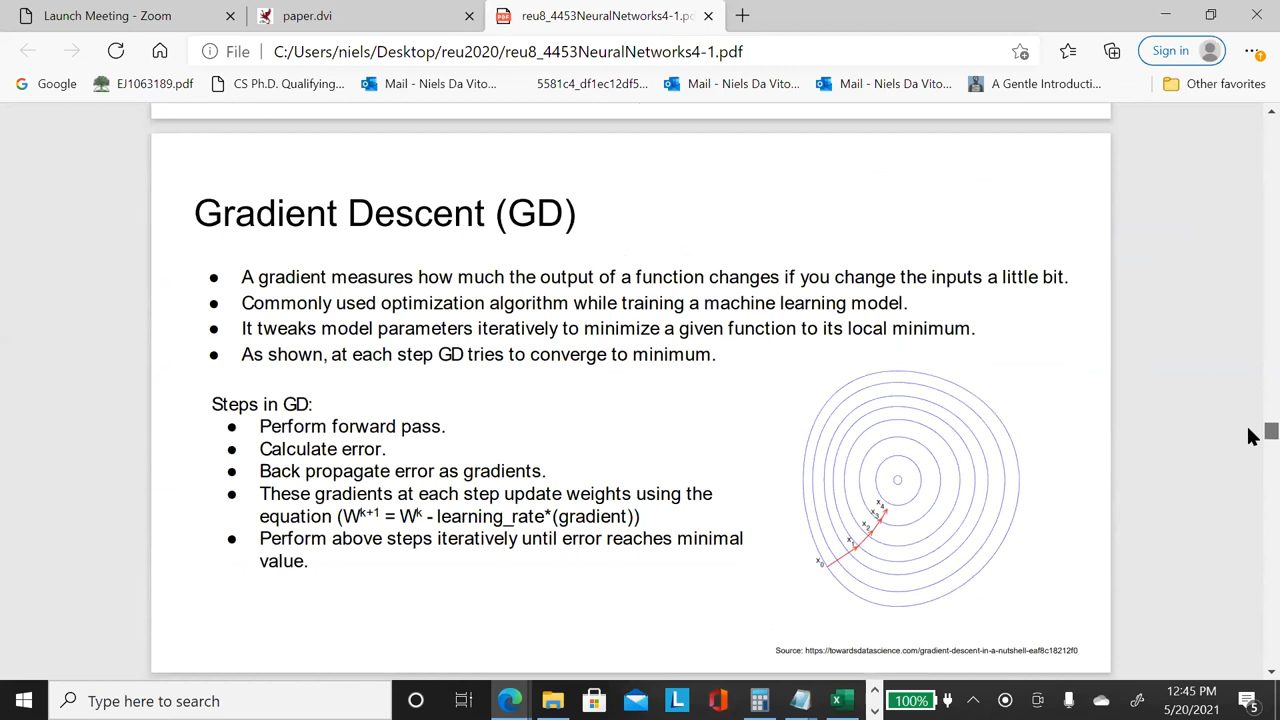 Launch Meeting - Zoom
paper.dvi
reu8_4453NeuralNetworks4-1.pd
File
C:/Users/niels/Desktop/reu2020/reu8_4453NeuralNetworks4-1.pdf
Sign in
Google
EJ1063189.pdf
CS Ph.D. Qualifying...
Mail - Niels Da Vito...
5581c4_df1ec12df5...
Mail - Niels Da Vito...
Mail - Niels Da Vito...
A Gentle Introducti...
Other favorites
Gradient Descent (GD)
● A gradient measures how much the output of a function changes if you change the inputs a little bit.
● Commonly used optimization algorithm while training a machine learning model.
● It tweaks model parameters iteratively to minimize a given function to its local minimum.
● As shown, at each step GD tries to converge to minimum.
Steps in GD:
● Perform forward pass.
● Calculate error.
● Back propagate error as gradients.
● These gradients at each step update weights using the
equation (W^k+1 = W^k - learning_rate*(gradient))
● Perform above steps iteratively until error reaches minimal
value.
x4
x3
x2
x1
x0
Source: https://towardsdatascience.com/gradient-descent-in-a-nutshell-eaf8c18212f0
Type here to search
100%
12:45 PM
5/20/2021
5